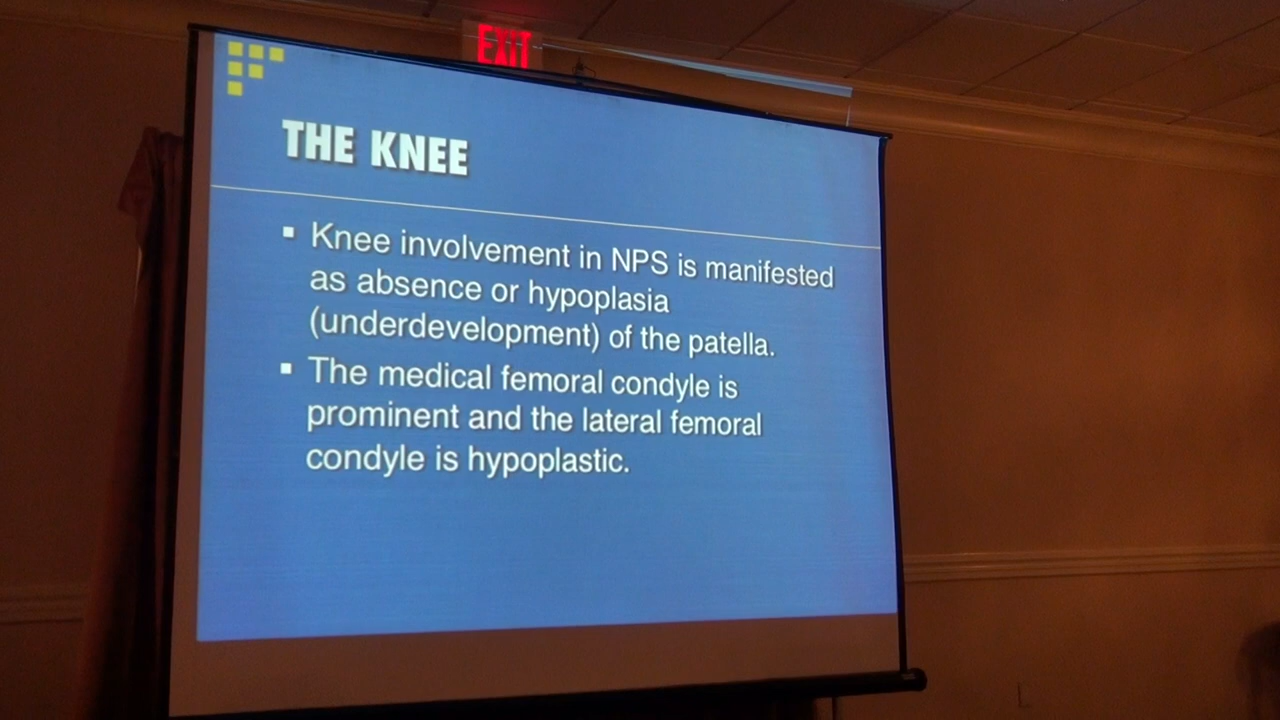 EXIT
THE KNEE
▪ Knee involvement in NPS is manifested
as absence or hypoplasia
(underdevelopment) of the patella.
▪ The medical femoral condyle is
prominent and the lateral femoral
condyle is hypoplastic.